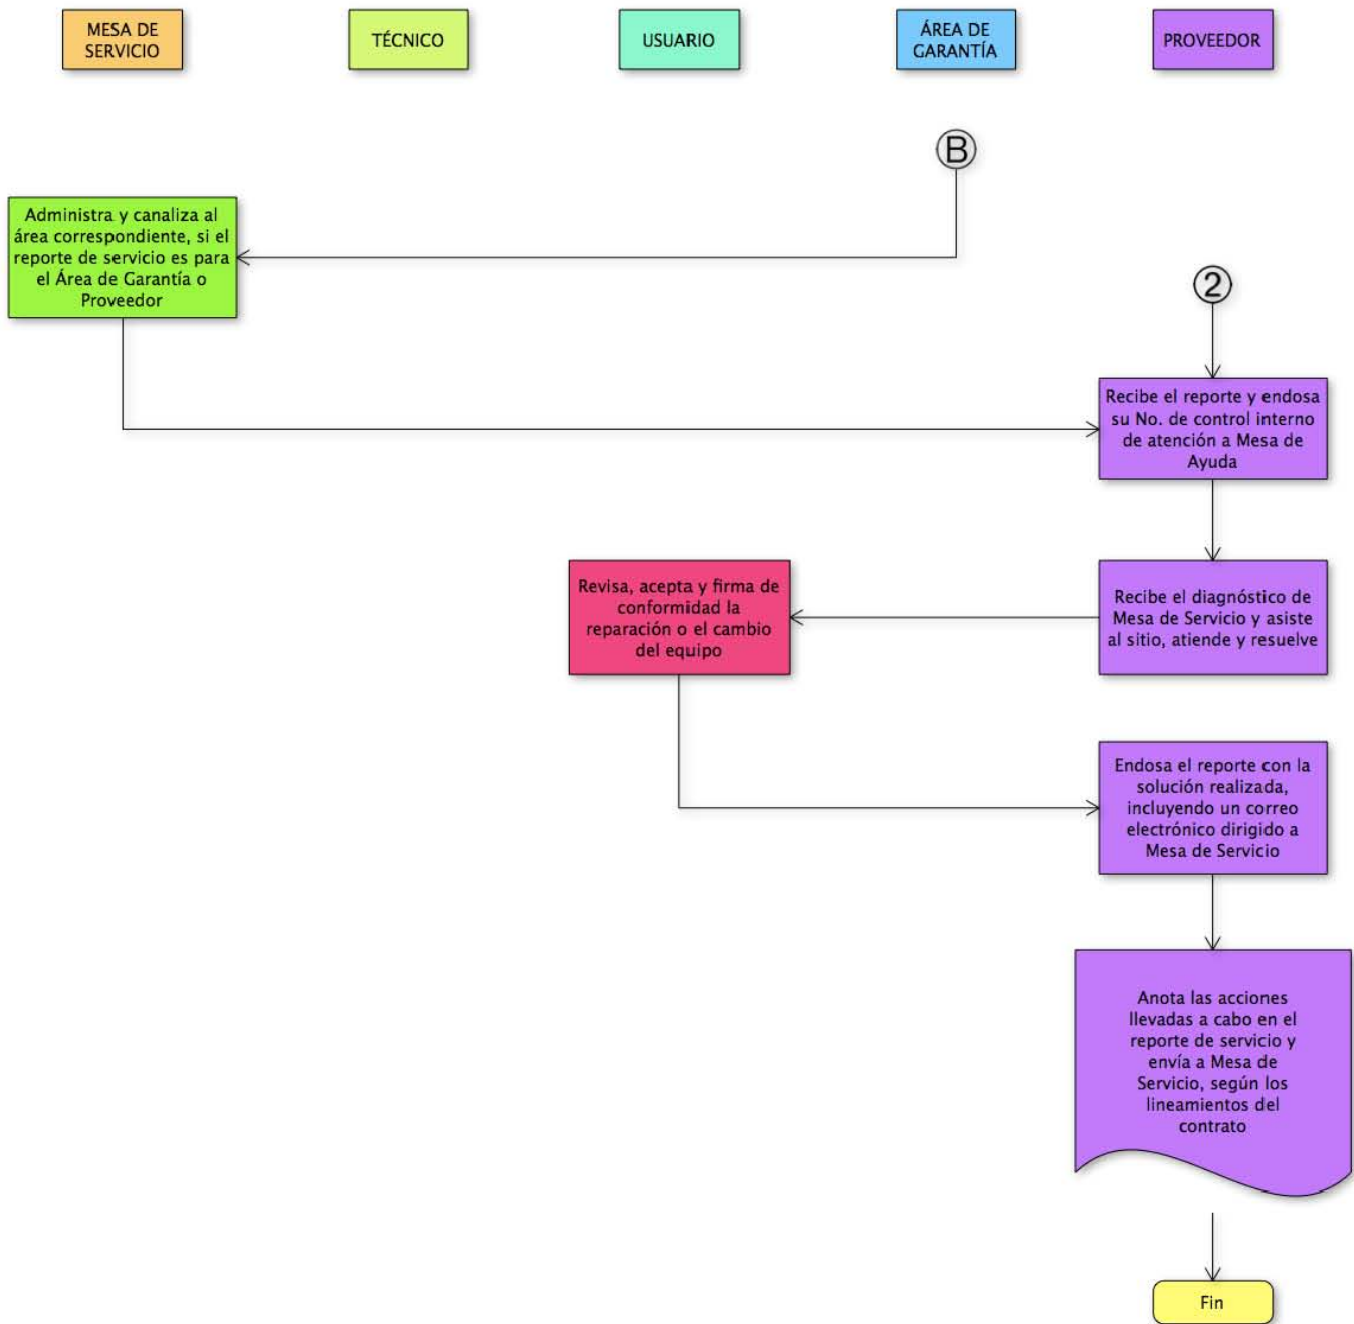 MESA DE
SERVICIO
TÉCNICO
USUARIO
ÁREA DE
GARANTÍA
PROVEEDOR
B
Administra y canaliza al
área correspondiente, si el
reporte de servicio es para
el Área de Garantía o
Proveedor
2
Recibe el reporte y endosa
su No. de control interno
de atención a Mesa de
Ayuda
Revisa, acepta y firma de
conformidad la
reparación o el cambio
del equipo
Recibe el diagnóstico de
Mesa de Servicio y asiste
al sitio, atiende y resuelve
Endosa el reporte con la
solución realizada,
incluyendo un correo
electrónico dirigido a
Mesa de Servicio
Anota las acciones
llevadas a cabo en el
reporte de servicio y
envía a Mesa de
Servicio, según los
lineamientos del
contrato
Fin